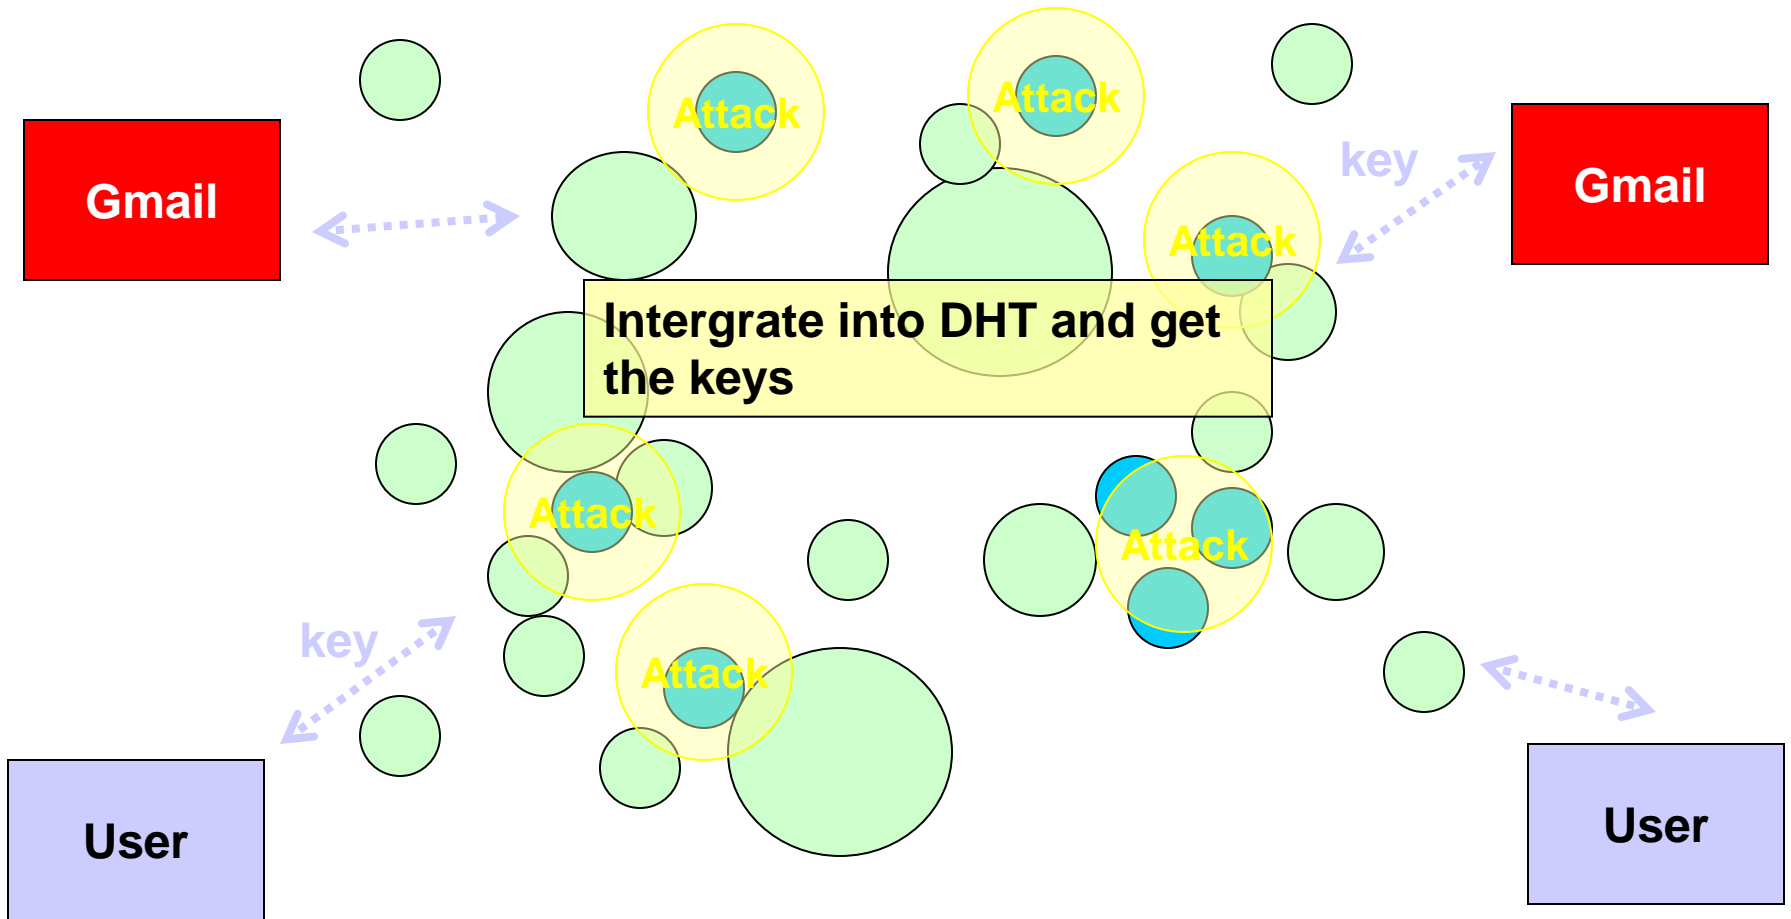 Attack
Attack
Gmail
key
Gmail
Attack
Intergrate into DHT and get
the keys
Attack
Attack
key
Attack
User
User